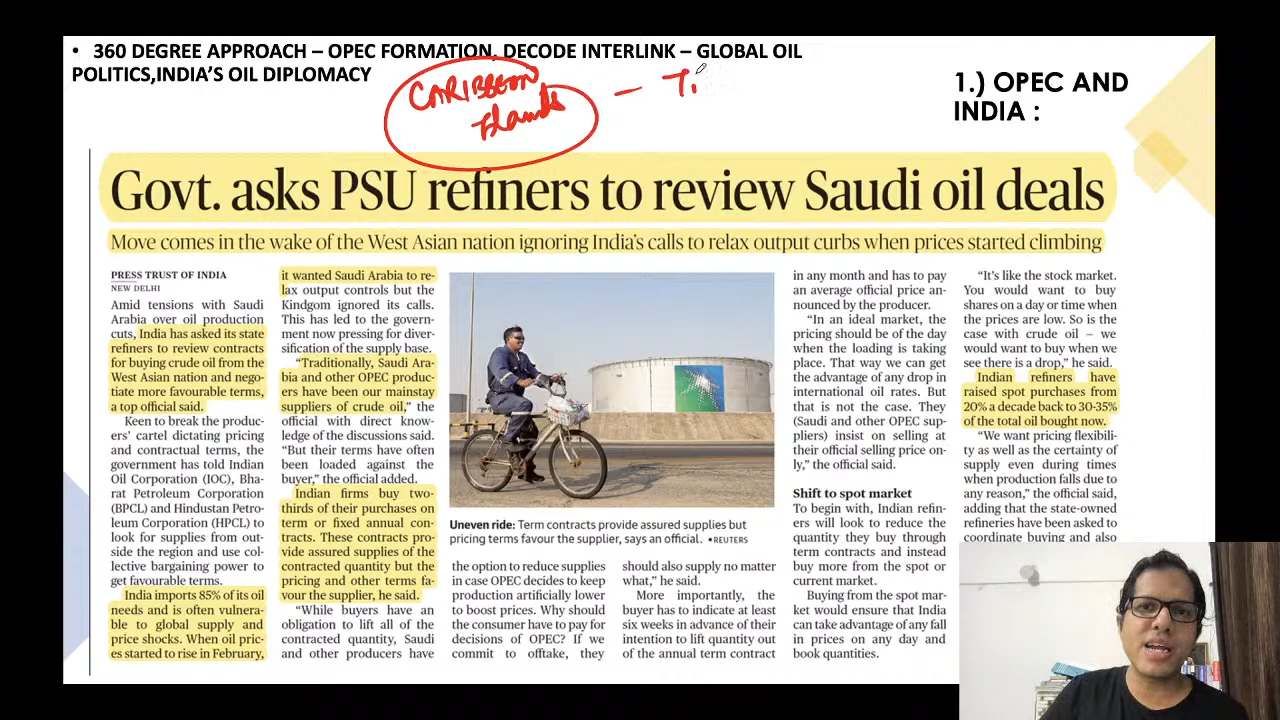 • 360 DEGREE APPROACH – OPEC FORMATION, DECODE INTERLINK – GLOBAL OIL
POLITICS,INDIA'S OIL DIPLOMACY
CARIBBEAN
Islands
1.) OPEC AND
INDIA :
Govt. asks PSU refiners to review Saudi oil deals
Move comes in the wake of the West Asian nation ignoring India's calls to relax output curbs when prices started climbing
PRESS TRUST OF INDIA
NEW DELHI
Amid tensions with Saudi
Arabia over oil production
cuts, India has asked its state
refiners to review contracts
for buying crude oil from the
West Asian nation and nego-
tiate more favourable terms,
a top official said.
Keen to break the produc-
ers' cartel dictating pricing
and contractual terms, the
government has told Indian
Oil Corporation (IOC), Bha-
rat Petroleum Corporation
(BPCL) and Hindustan Petro-
leum Corporation (HPCL) to
look for supplies from out-
side the region and use col-
lective bargaining power to
get favourable terms.
India imports 85% of its oil
needs and is often vulnera-
ble to global supply and
price shocks. When oil pric-
es started to rise in February,
it wanted Saudi Arabia to re-
lax output controls but the
Kindgom ignored its calls.
This has led to the govern-
ment now pressing for diver-
sification of the supply base.
“Traditionally, Saudi Ara-
bia and other OPEC produc-
ers have been our mainstay
suppliers of crude oil,” the
official with direct know-
ledge of the discussions said.
“But their terms have often
been loaded against the
buyer,” the official added.
Indian firms buy two-
thirds of their purchases on
term or fixed annual con-
tracts. These contracts pro-
vide assured supplies of the
contracted quantity but the
pricing and other terms fa-
vour the supplier, he said.
“While buyers have an
obligation to lift all of the
contracted quantity, Saudi
and other producers have
Uneven ride: Term contracts provide assured supplies but
pricing terms favour the supplier, says an official. •REUTERS
the option to reduce supplies
in case OPEC decides to keep
production artificially lower
to boost prices. Why should
the consumer have to pay for
decisions of OPEC? If we
commit to offtake, they
should also supply no matter
what,” he said.
More importantly, the
buyer has to indicate at least
six weeks in advance of their
intention to lift quantity out
of the annual term contract
in any month and has to pay
an average official price an-
nounced by the producer.
“In an ideal market, the
pricing should be of the day
when the loading is taking
place. That way we can get
the advantage of any drop in
international oil rates. But
that is not the case. They
(Saudi and other OPEC sup-
pliers) insist on selling at
their official selling price on-
ly,” the official said.
Shift to spot market
To begin with, Indian refin-
ers will look to reduce the
quantity they buy through
term contracts and instead
buy more from the spot or
current market.
Buying from the spot mar-
ket would ensure that India
can take advantage of any fall
in prices on any day and
book quantities.
“It's like the stock market.
You would want to buy
shares on a day or time when
the prices are low. So is the
case with crude oil – we
would want to buy when we
see there is a drop,” he said.
Indian refiners have
raised spot purchases from
20% a decade back to 30-35%
of the total oil bought now.
“We want pricing flexibili-
ty as well as the certainty of
supply even during times
when production falls due to
any reason,” the official said,
adding that the state-owned
refineries have been asked to
coordinate buying and also